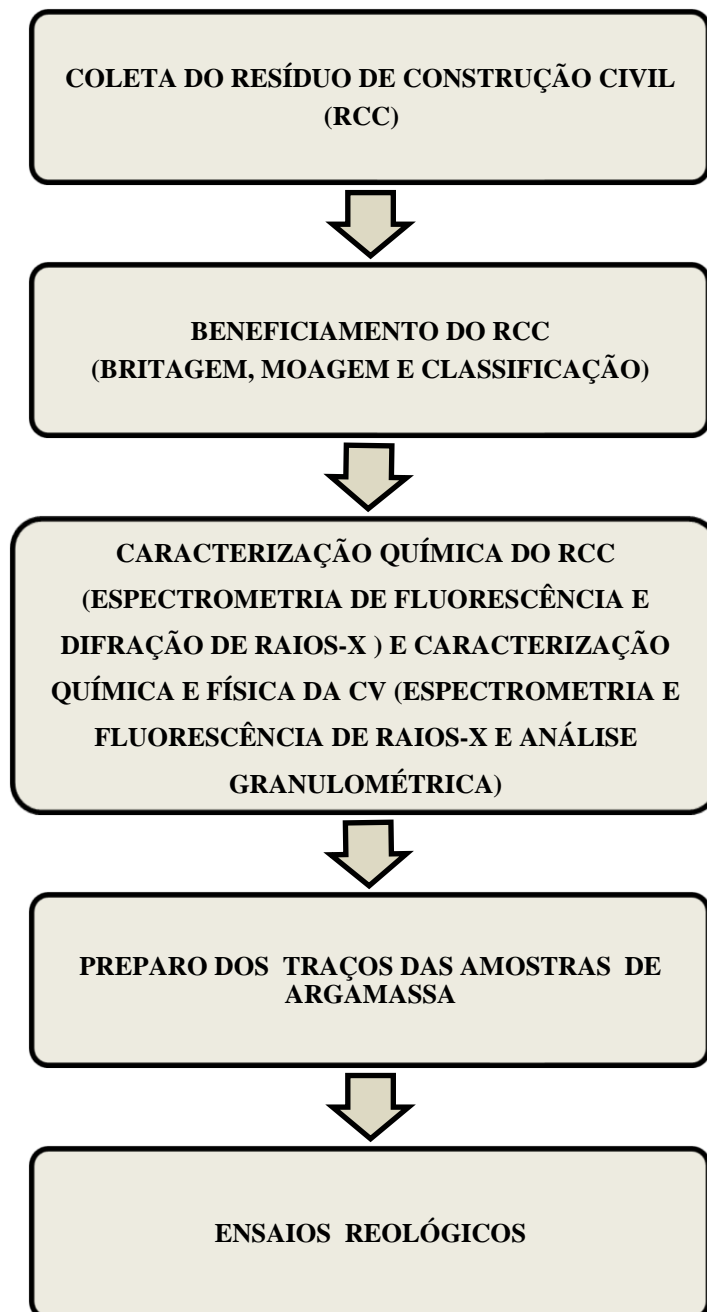 COLETA DO RESÍDUO DE CONSTRUÇÃO CIVIL
(RCC)
BENEFICIAMENTO DO RCC
(BRITAGEM, MOAGEM E CLASSIFICAÇÃO)
CARACTERIZAÇÃO QUÍMICA DO RCC
(ESPECTROMETRIA DE FLUORESCÊNCIA E
DIFRAÇÃO DE RAIOS-X ) E CARACTERIZAÇÃO
QUÍMICA E FÍSICA DA CV (ESPECTROMETRIA E
FLUORESCÊNCIA DE RAIOS-X E ANÁLISE
GRANULOMÉTRICA)
PREPARO DOS TRAÇOS DAS AMOSTRAS DE
ARGAMASSA
ENSAIOS REOLÓGICOS